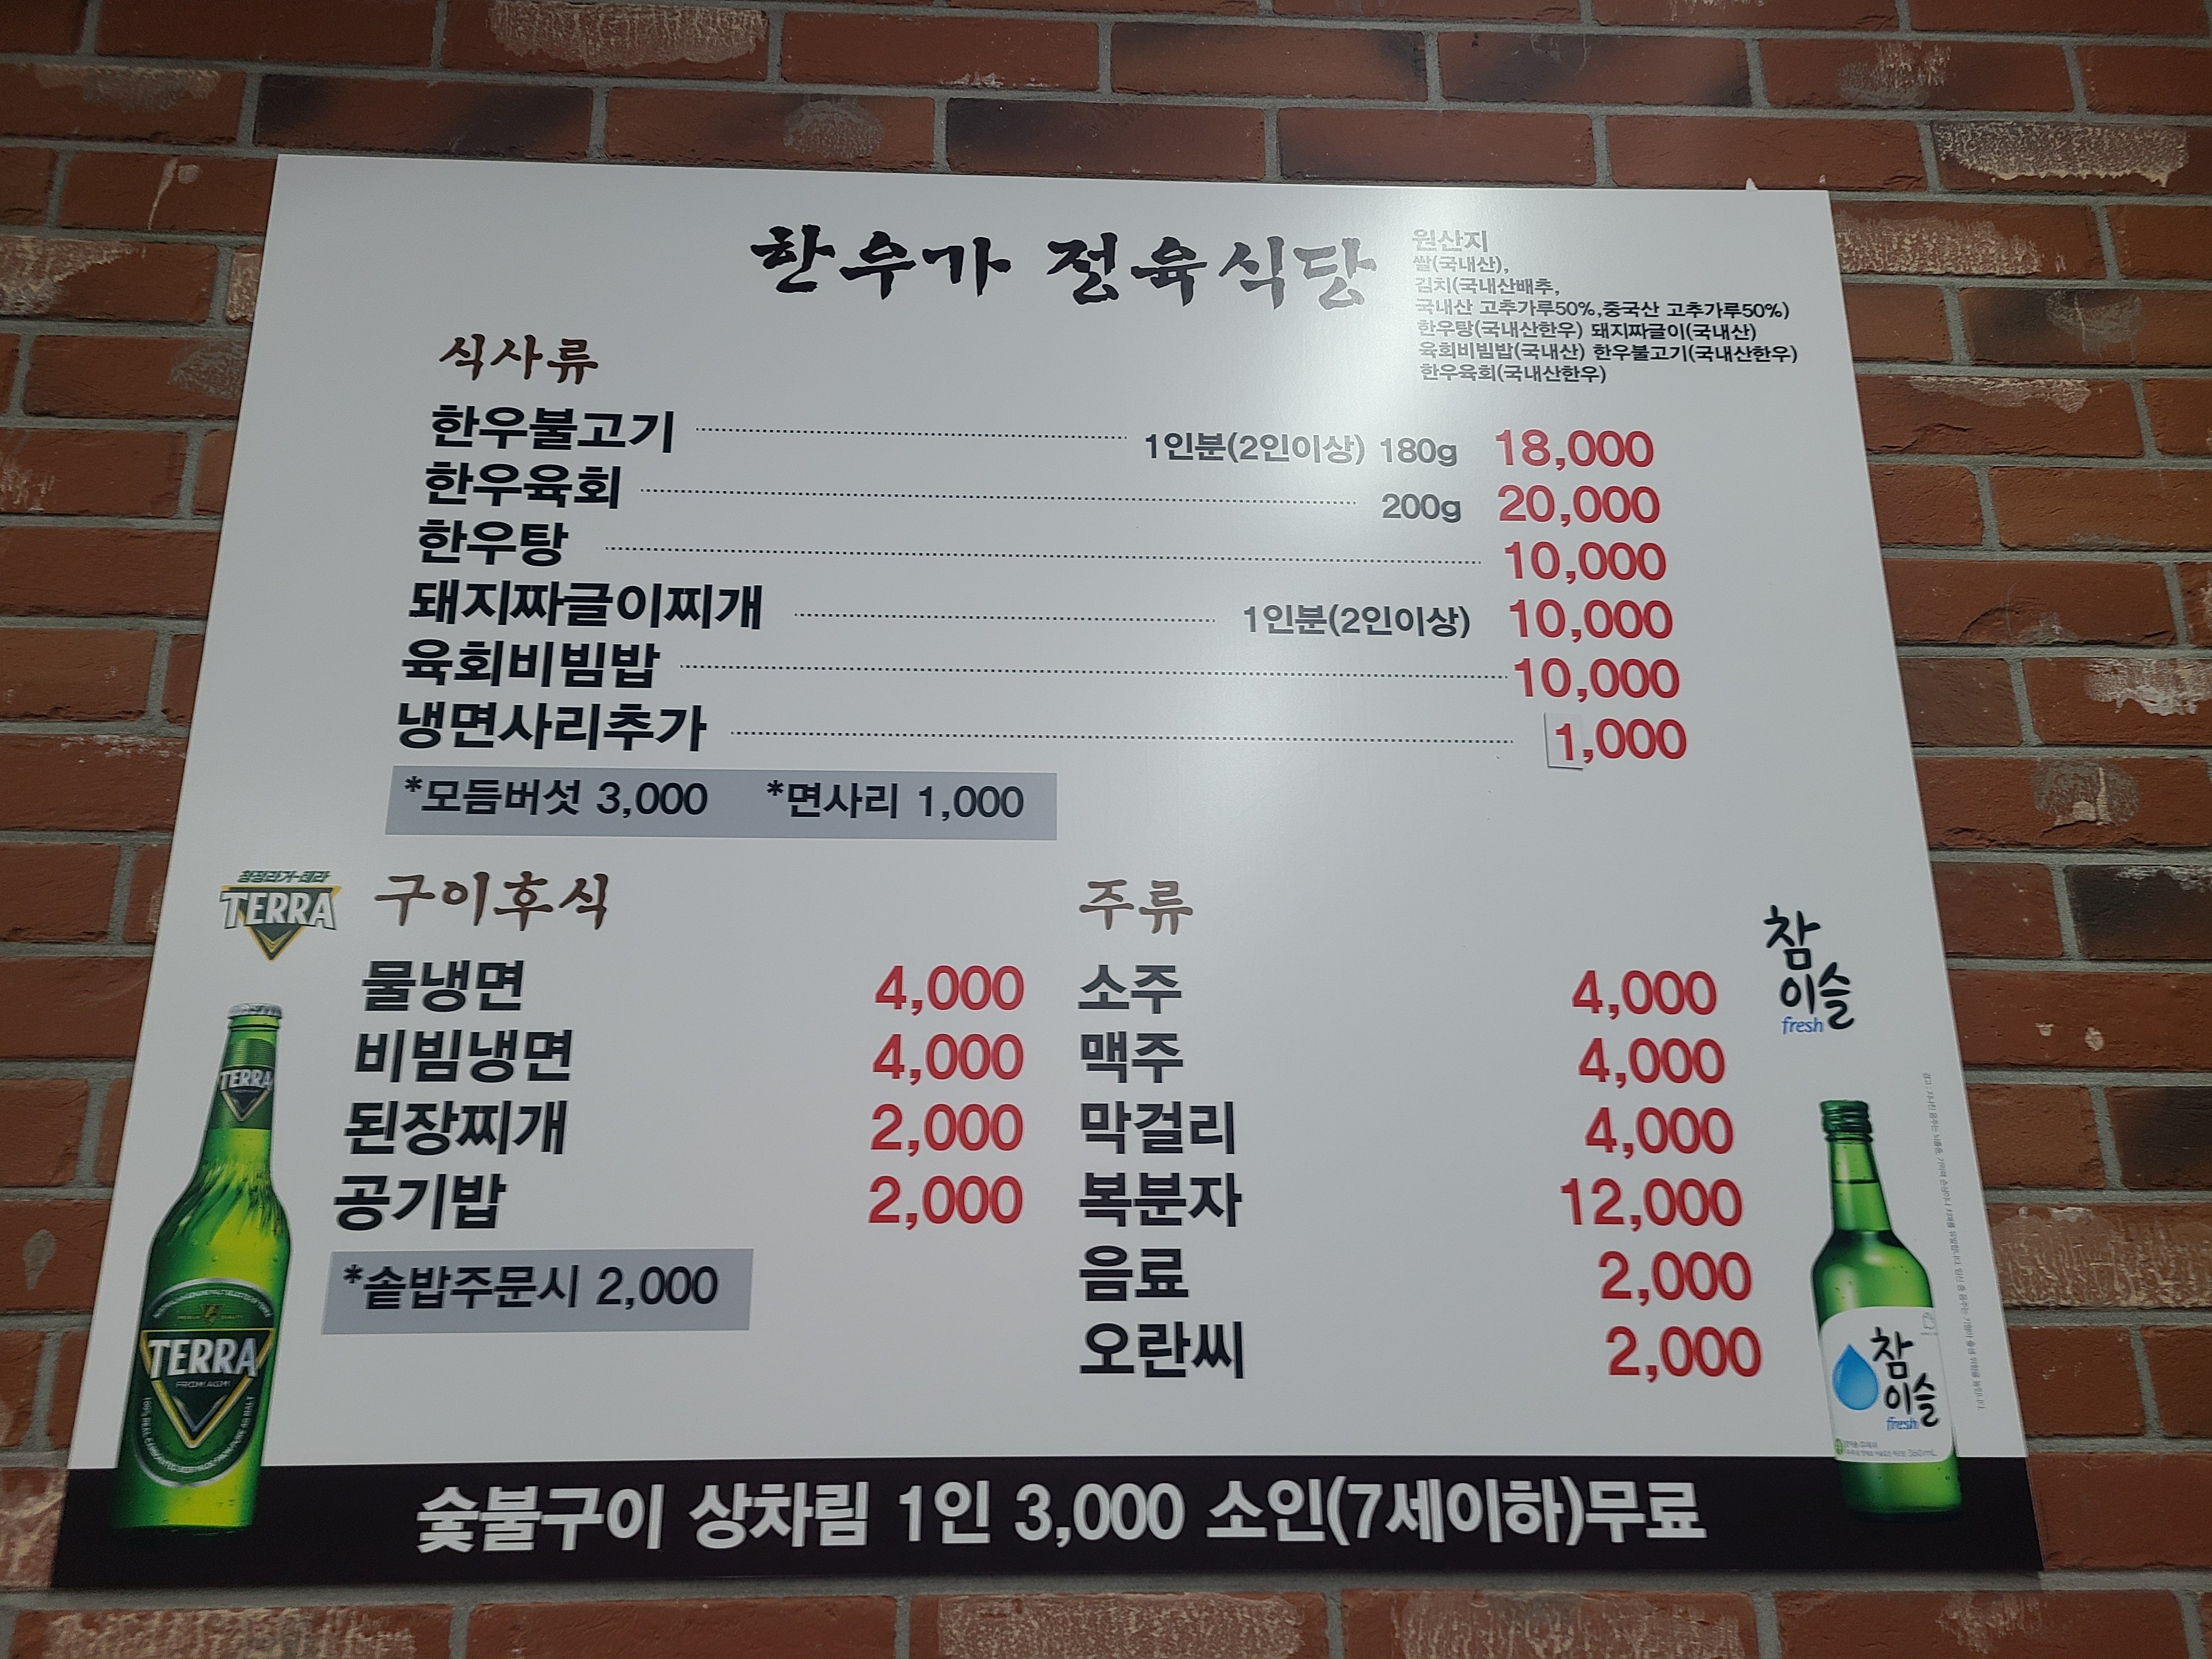 한우가 정육식당
원산지
쌀(국내산),
김치(국내산배추,
국내산 고추가루50%,중국산 고추가루50%)
한우탕(국내산한우) 돼지짜글이(국내산)
육회비빔밥(국내산) 한우불고기(국내산한우)
한우육회(국내산한우)
식사류
한우불고기 1인분(2인이상) 180g 18,000
한우육회 200g 20,000
한우탕 10,000
돼지짜글이찌개 1인분(2인이상) 10,000
육회비빔밥 10,000
냉면사리추가 1,000
*모듬버섯 3,000 *면사리 1,000
청정라거-테라
TERRA
구이후식
물냉면 4,000
비빔냉면 4,000
된장찌개 2,000
공기밥 2,000
*솥밥주문시 2,000
주류
소주 4,000
맥주 4,000
막걸리 4,000
복분자 12,000
음료 2,000
오란씨 2,000
참이슬
fresh
TERRA
TERRA
참이슬
fresh
숯불구이 상차림 1인 3,000 소인(7세이하)무료